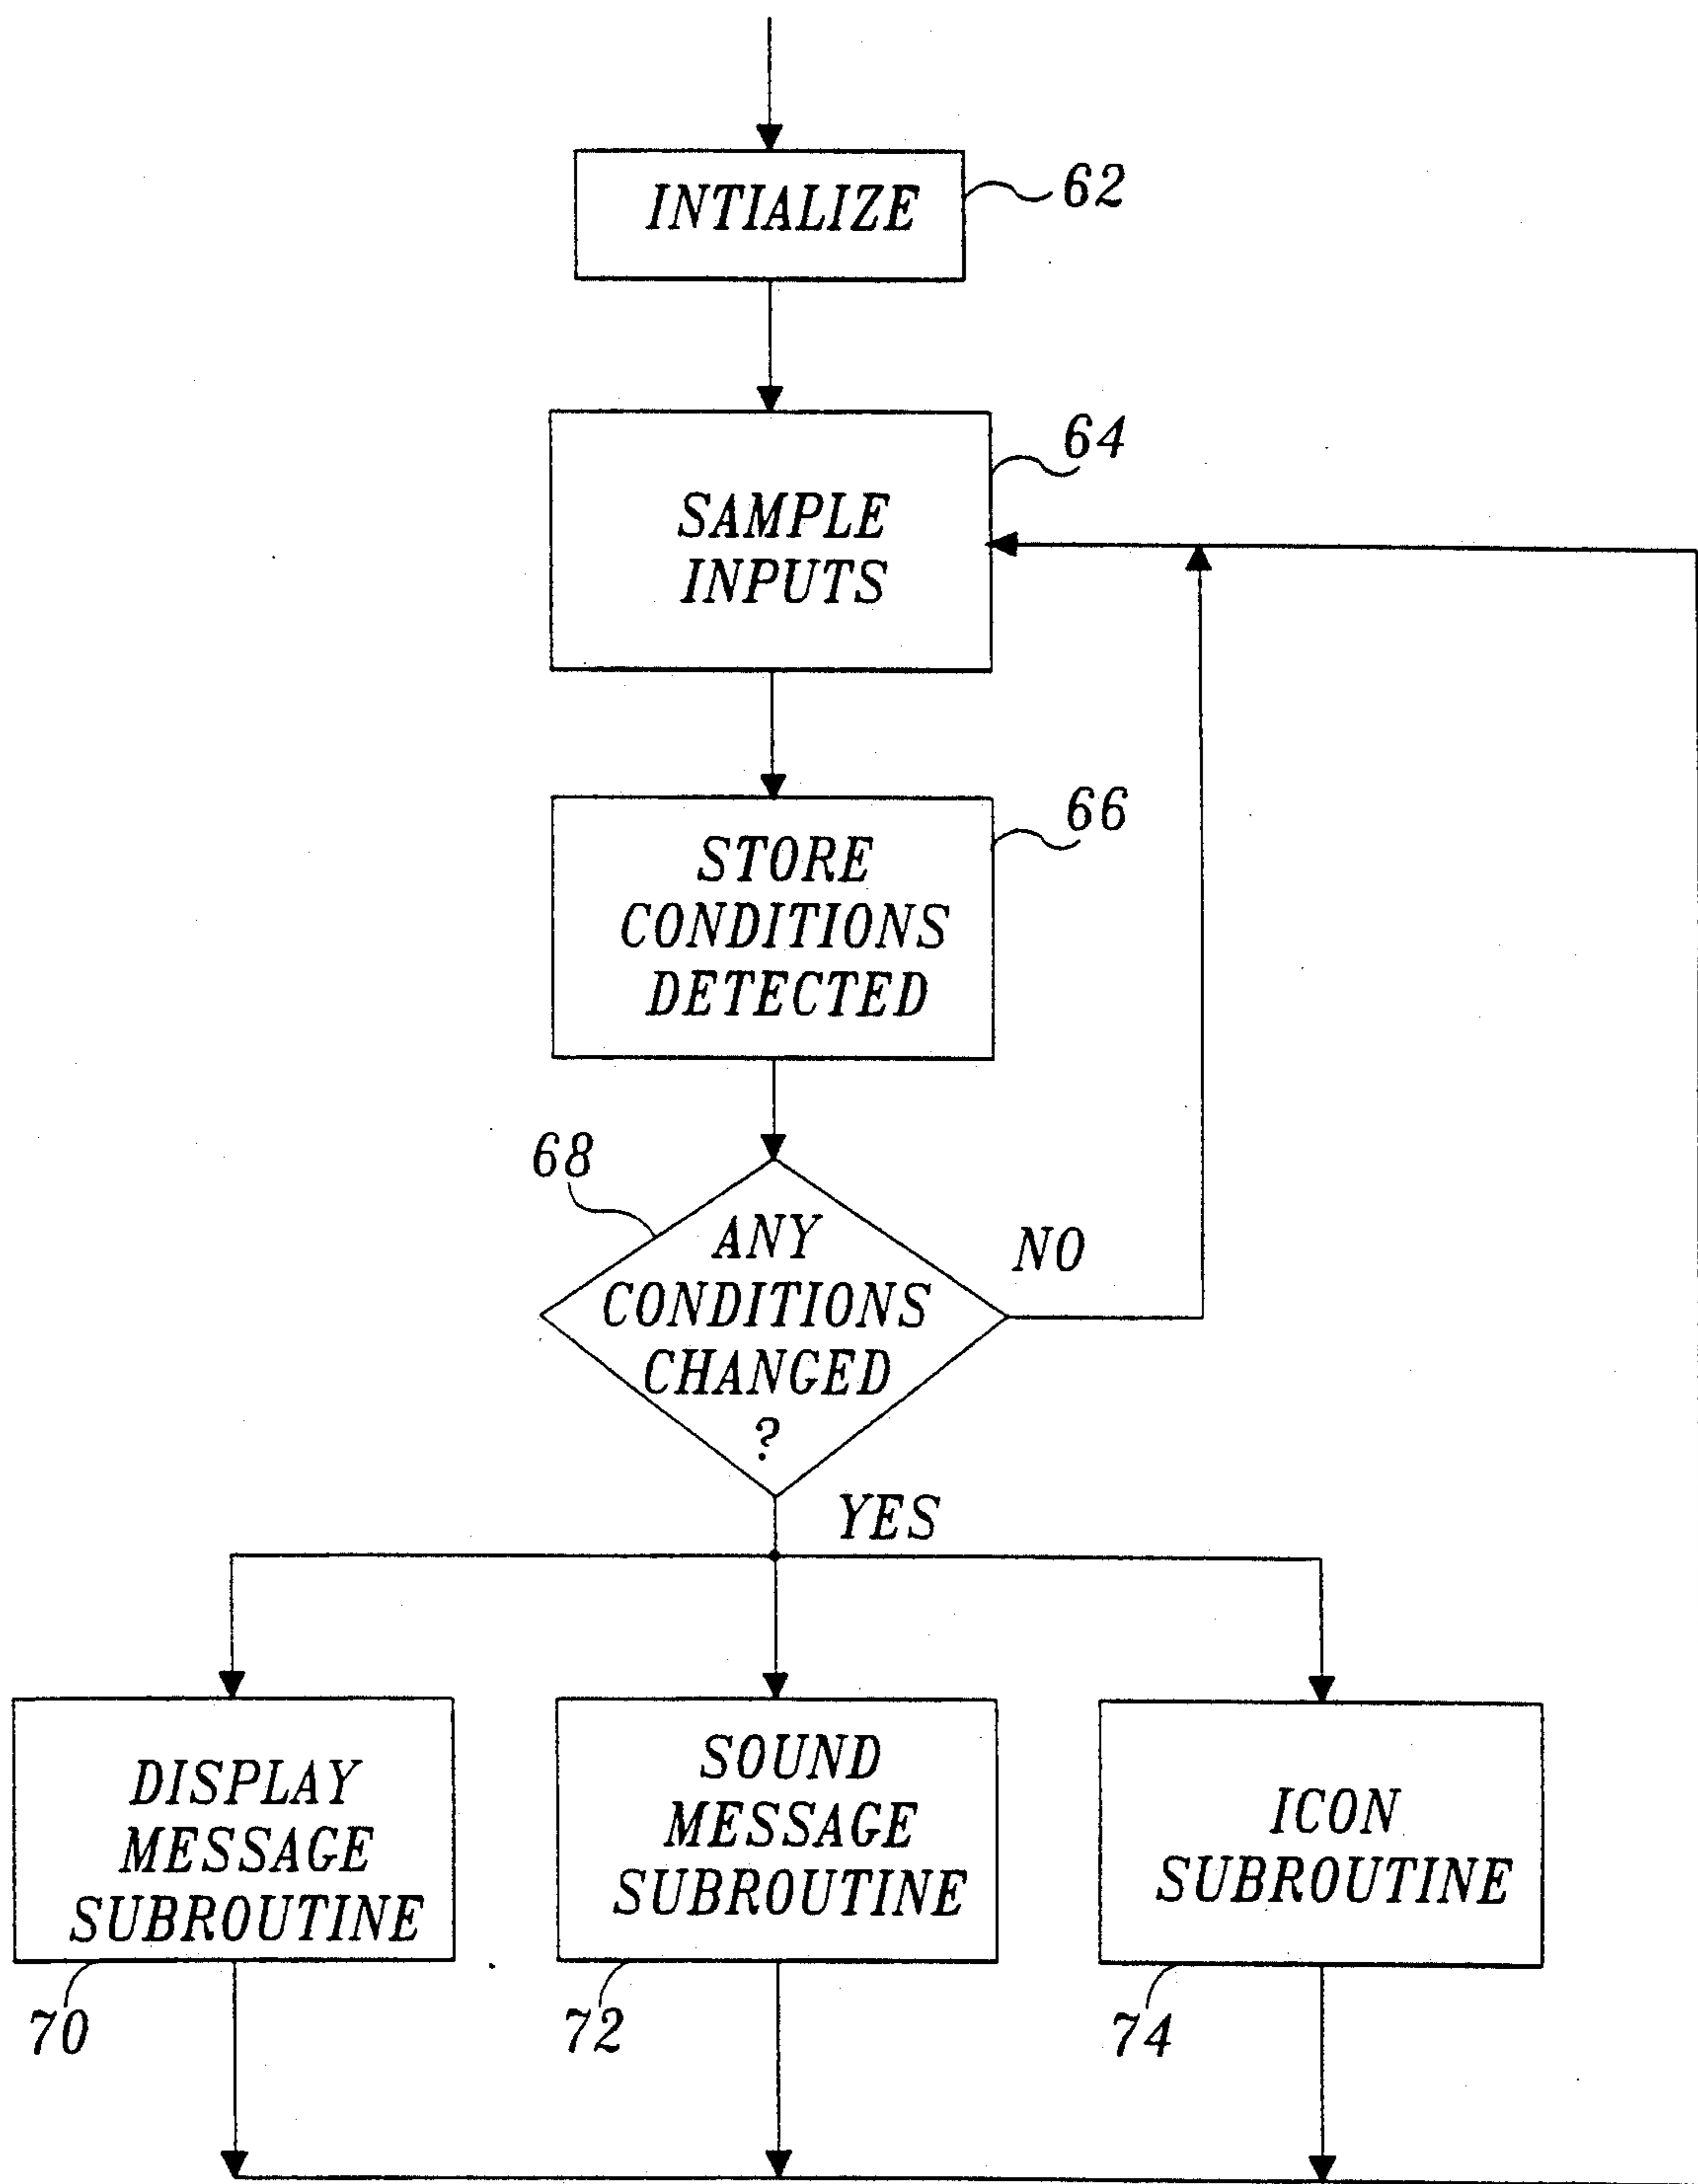 INTIALIZE
62
64
SAMPLE
INPUTS
66
STORE
CONDITIONS
DETECTED
68
ANY
CONDITIONS
CHANGED
?
NO
YES
DISPLAY
MESSAGE
SUBROUTINE
70
SOUND
MESSAGE
SUBROUTINE
72
ICON
SUBROUTINE
74